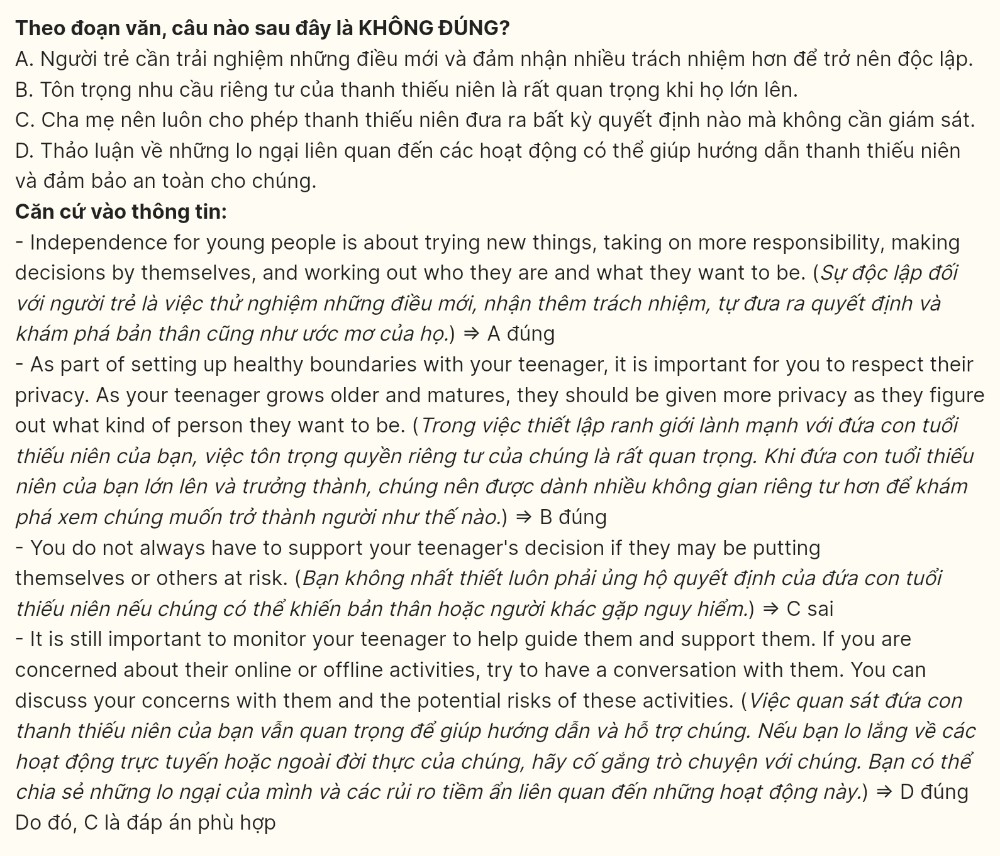 Theo đoạn văn, câu nào sau đây là KHÔNG ĐÚNG?
A. Người trẻ cần trải nghiệm những điều mới và đảm nhận nhiều trách nhiệm hơn để trở nên độc lập.
B. Tôn trọng nhu cầu riêng tư của thanh thiếu niên là rất quan trọng khi họ lớn lên.
C. Cha mẹ nên luôn cho phép thanh thiếu niên đưa ra bất kỳ quyết định nào mà không cần giám sát.
D. Thảo luận về những lo ngại liên quan đến các hoạt động có thể giúp hướng dẫn thanh thiếu niên
và đảm bảo an toàn cho chúng.
Căn cứ vào thông tin:
- Independence for young people is about trying new things, taking on more responsibility, making
decisions by themselves, and working out who they are and what they want to be. (Sự độc lập đối
với người trẻ là việc thử nghiệm những điều mới, nhận thêm trách nhiệm, tự đưa ra quyết định và
khám phá bản thân cũng như ước mơ của họ.) ⇒ A đúng
- As part of setting up healthy boundaries with your teenager, it is important for you to respect their
privacy. As your teenager grows older and matures, they should be given more privacy as they figure
out what kind of person they want to be. (Trong việc thiết lập ranh giới lành mạnh với đứa con tuổi
thiếu niên của bạn, việc tôn trọng quyền riêng tư của chúng là rất quan trọng. Khi đứa con tuổi thiếu
niên của bạn lớn lên và trưởng thành, chúng nên được dành nhiều không gian riêng tư hơn để khám
phá xem chúng muốn trở thành người như thế nào.) ⇒ B đúng
- You do not always have to support your teenager's decision if they may be putting
themselves or others at risk. (Bạn không nhất thiết luôn phải ủng hộ quyết định của đứa con tuổi
thiếu niên nếu chúng có thể khiến bản thân hoặc người khác gặp nguy hiểm.) ⇒ C sai
- It is still important to monitor your teenager to help guide them and support them. If you are
concerned about their online or offline activities, try to have a conversation with them. You can
discuss your concerns with them and the potential risks of these activities. (Việc quan sát đứa con
thanh thiếu niên của bạn vẫn quan trọng để giúp hướng dẫn và hỗ trợ chúng. Nếu bạn lo lắng về các
hoạt động trực tuyến hoặc ngoài đời thực của chúng, hãy cố gắng trò chuyện với chúng. Bạn có thể
chia sẻ những lo ngại của mình và các rủi ro tiềm ẩn liên quan đến những hoạt động này.) ⇒ D đúng
Do đó, C là đáp án phù hợp